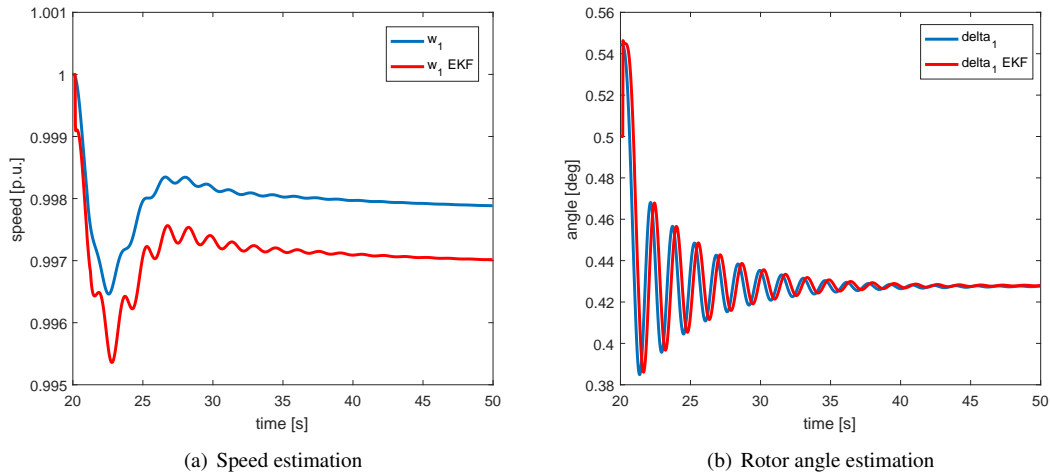 1.001
1
0.999
0.998
0.997
0.996
0.995
speed [p.u.]
w1
w1 EKF
20 25 30 35 40 45 50
time [s]
(a) Speed estimation
0.56
0.54
0.52
0.5
0.48
0.46
0.44
0.42
0.4
0.38
angle [deg]
delta1
delta1 EKF
20 25 30 35 40 45 50
time [s]
(b) Rotor angle estimation